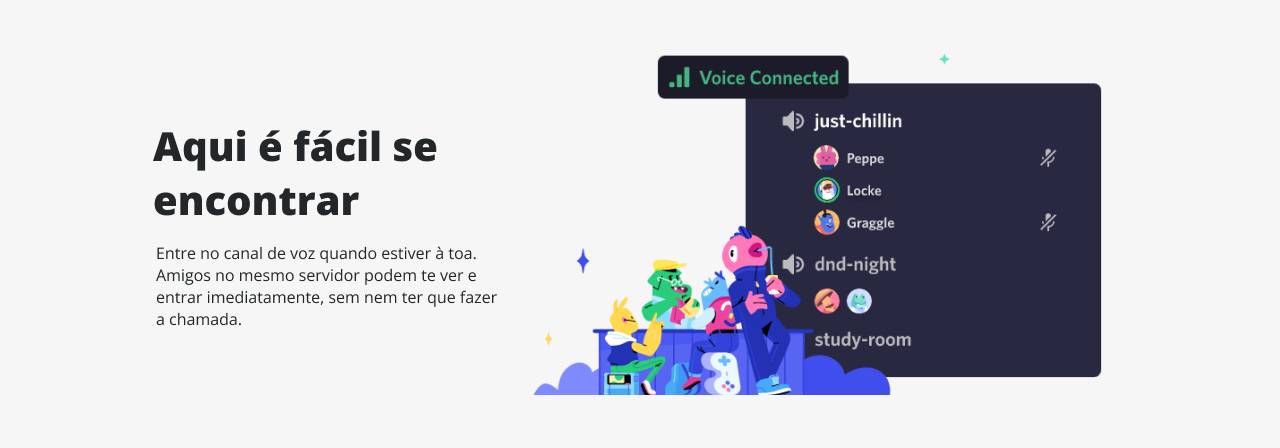 Aqui é fácil se
encontrar
Entre no canal de voz quando estiver à toa.
Amigos no mesmo servidor podem te ver e
entrar imediatamente, sem nem ter que fazer
a chamada.
Voice Connected
just-chillin
Peppe
Locke
Graggle
dnd-night
study-room